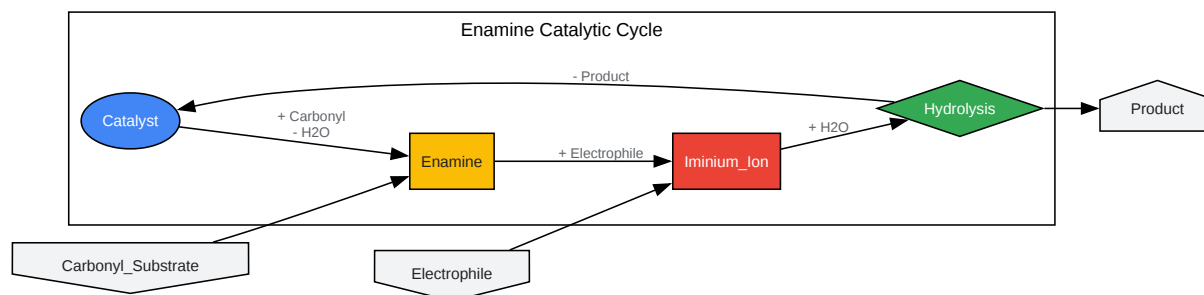 Enamine Catalytic Cycle
- Product
Catalyst
+ Carbonyl
- H2O
Enamine
+ Electrophile
Iminium_Ion
+ H2O
Hydrolysis
Product
Carbonyl_Substrate
Electrophile